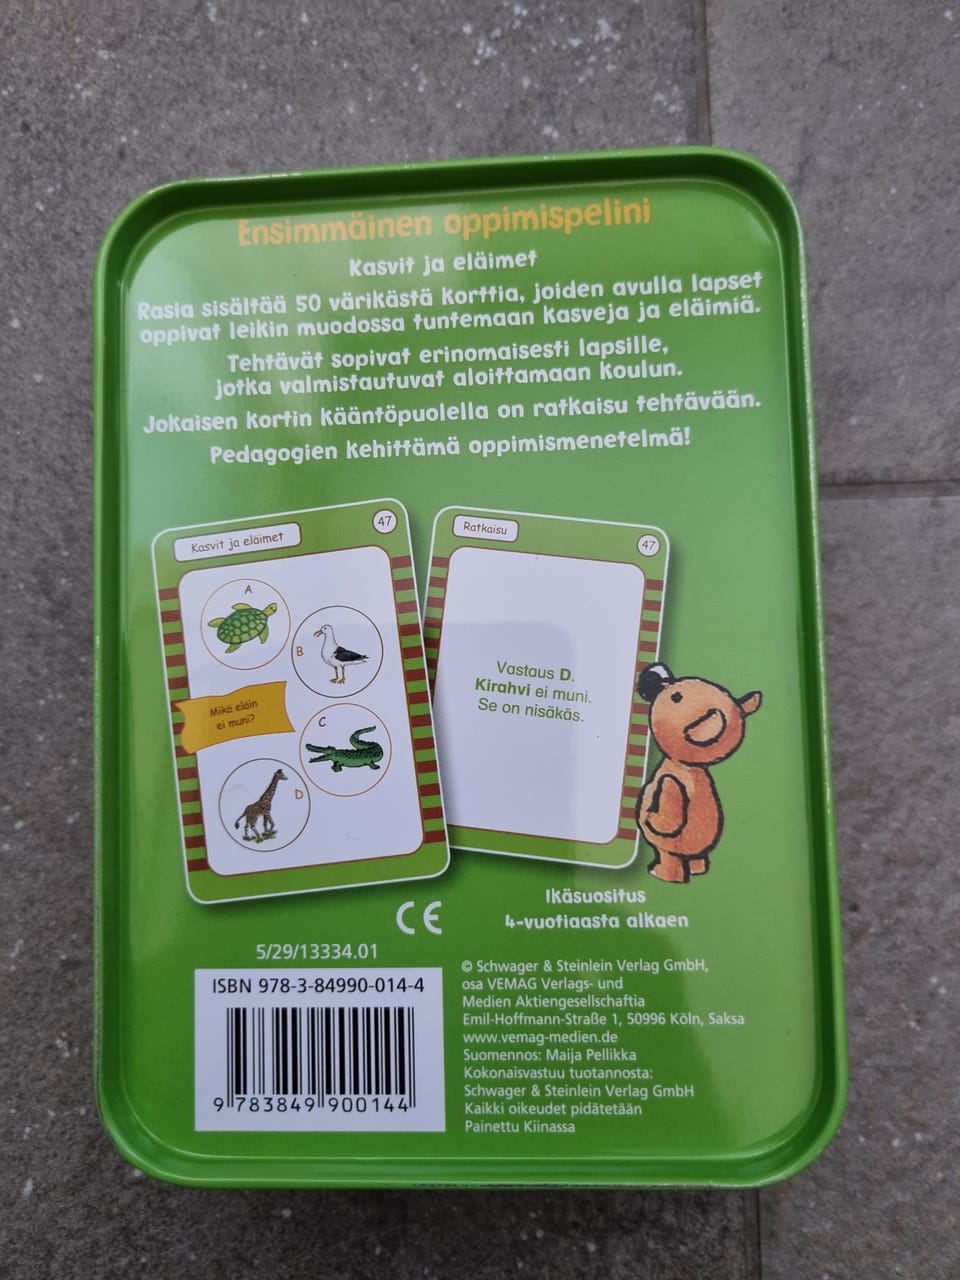 Ensimmäinen oppimispelini
Kasvit ja eläimet
Rasia sisältää 50 värikästä korttia, joiden avulla lapset
oppivat leikin muodossa tuntemaan kasveja ja eläimiä.
Tehtävät sopivat erinomaisesti lapsille,
jotka valmistautuvat aloittamaan koulun.
Jokaisen kortin kääntöpuolella on ratkaisu tehtävään.
Pedagogien kehittämä oppimismenetelmä!
Kasvit ja eläimet
47
A
B
Mikä eläin
ei muni?
C
D
Ratkaisu
47
Vastaus D.
Kirahvi ei muni.
Se on nisäkäs.
CE
Ikäsuositus
4-vuotiaasta alkaen
5/29/13334.01
ISBN 978-3-84990-014-4
9 783849 900144
© Schwager & Steinlein Verlag GmbH,
osa VEMAG Verlags- und
Medien Aktiengesellschaftia
Emil-Hoffmann-Straße 1, 50996 Köln, Saksa
www.vemag-medien.de
Suomennos: Maija Pellikka
Kokonaisvastuu tuotannosta:
Schwager & Steinlein Verlag GmbH
Kaikki oikeudet pidätetään
Painettu Kiinassa